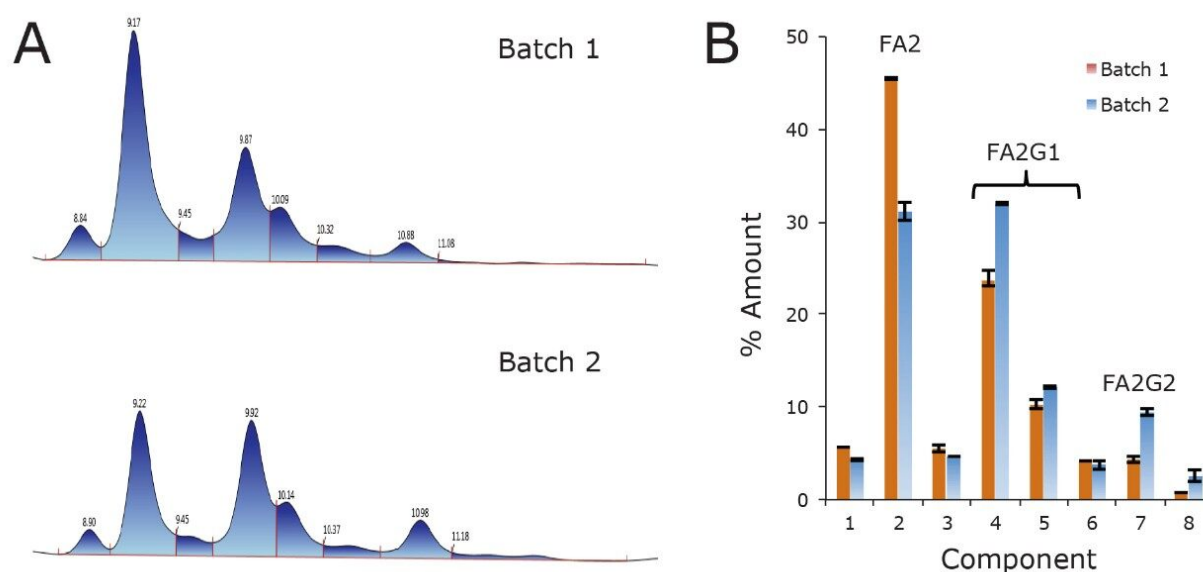 A
Batch 1
9.17
8.84
9.45
9.87
10.09
10.32
10.88
11.08
Batch 2
9.22
8.90
9.45
9.92
10.14
10.37
10.98
11.18
B
% Amount
50
40
30
20
10
0
FA2
FA2G1
FA2G2
Batch 1
Batch 2
1 2 3 4 5 6 7 8
Component